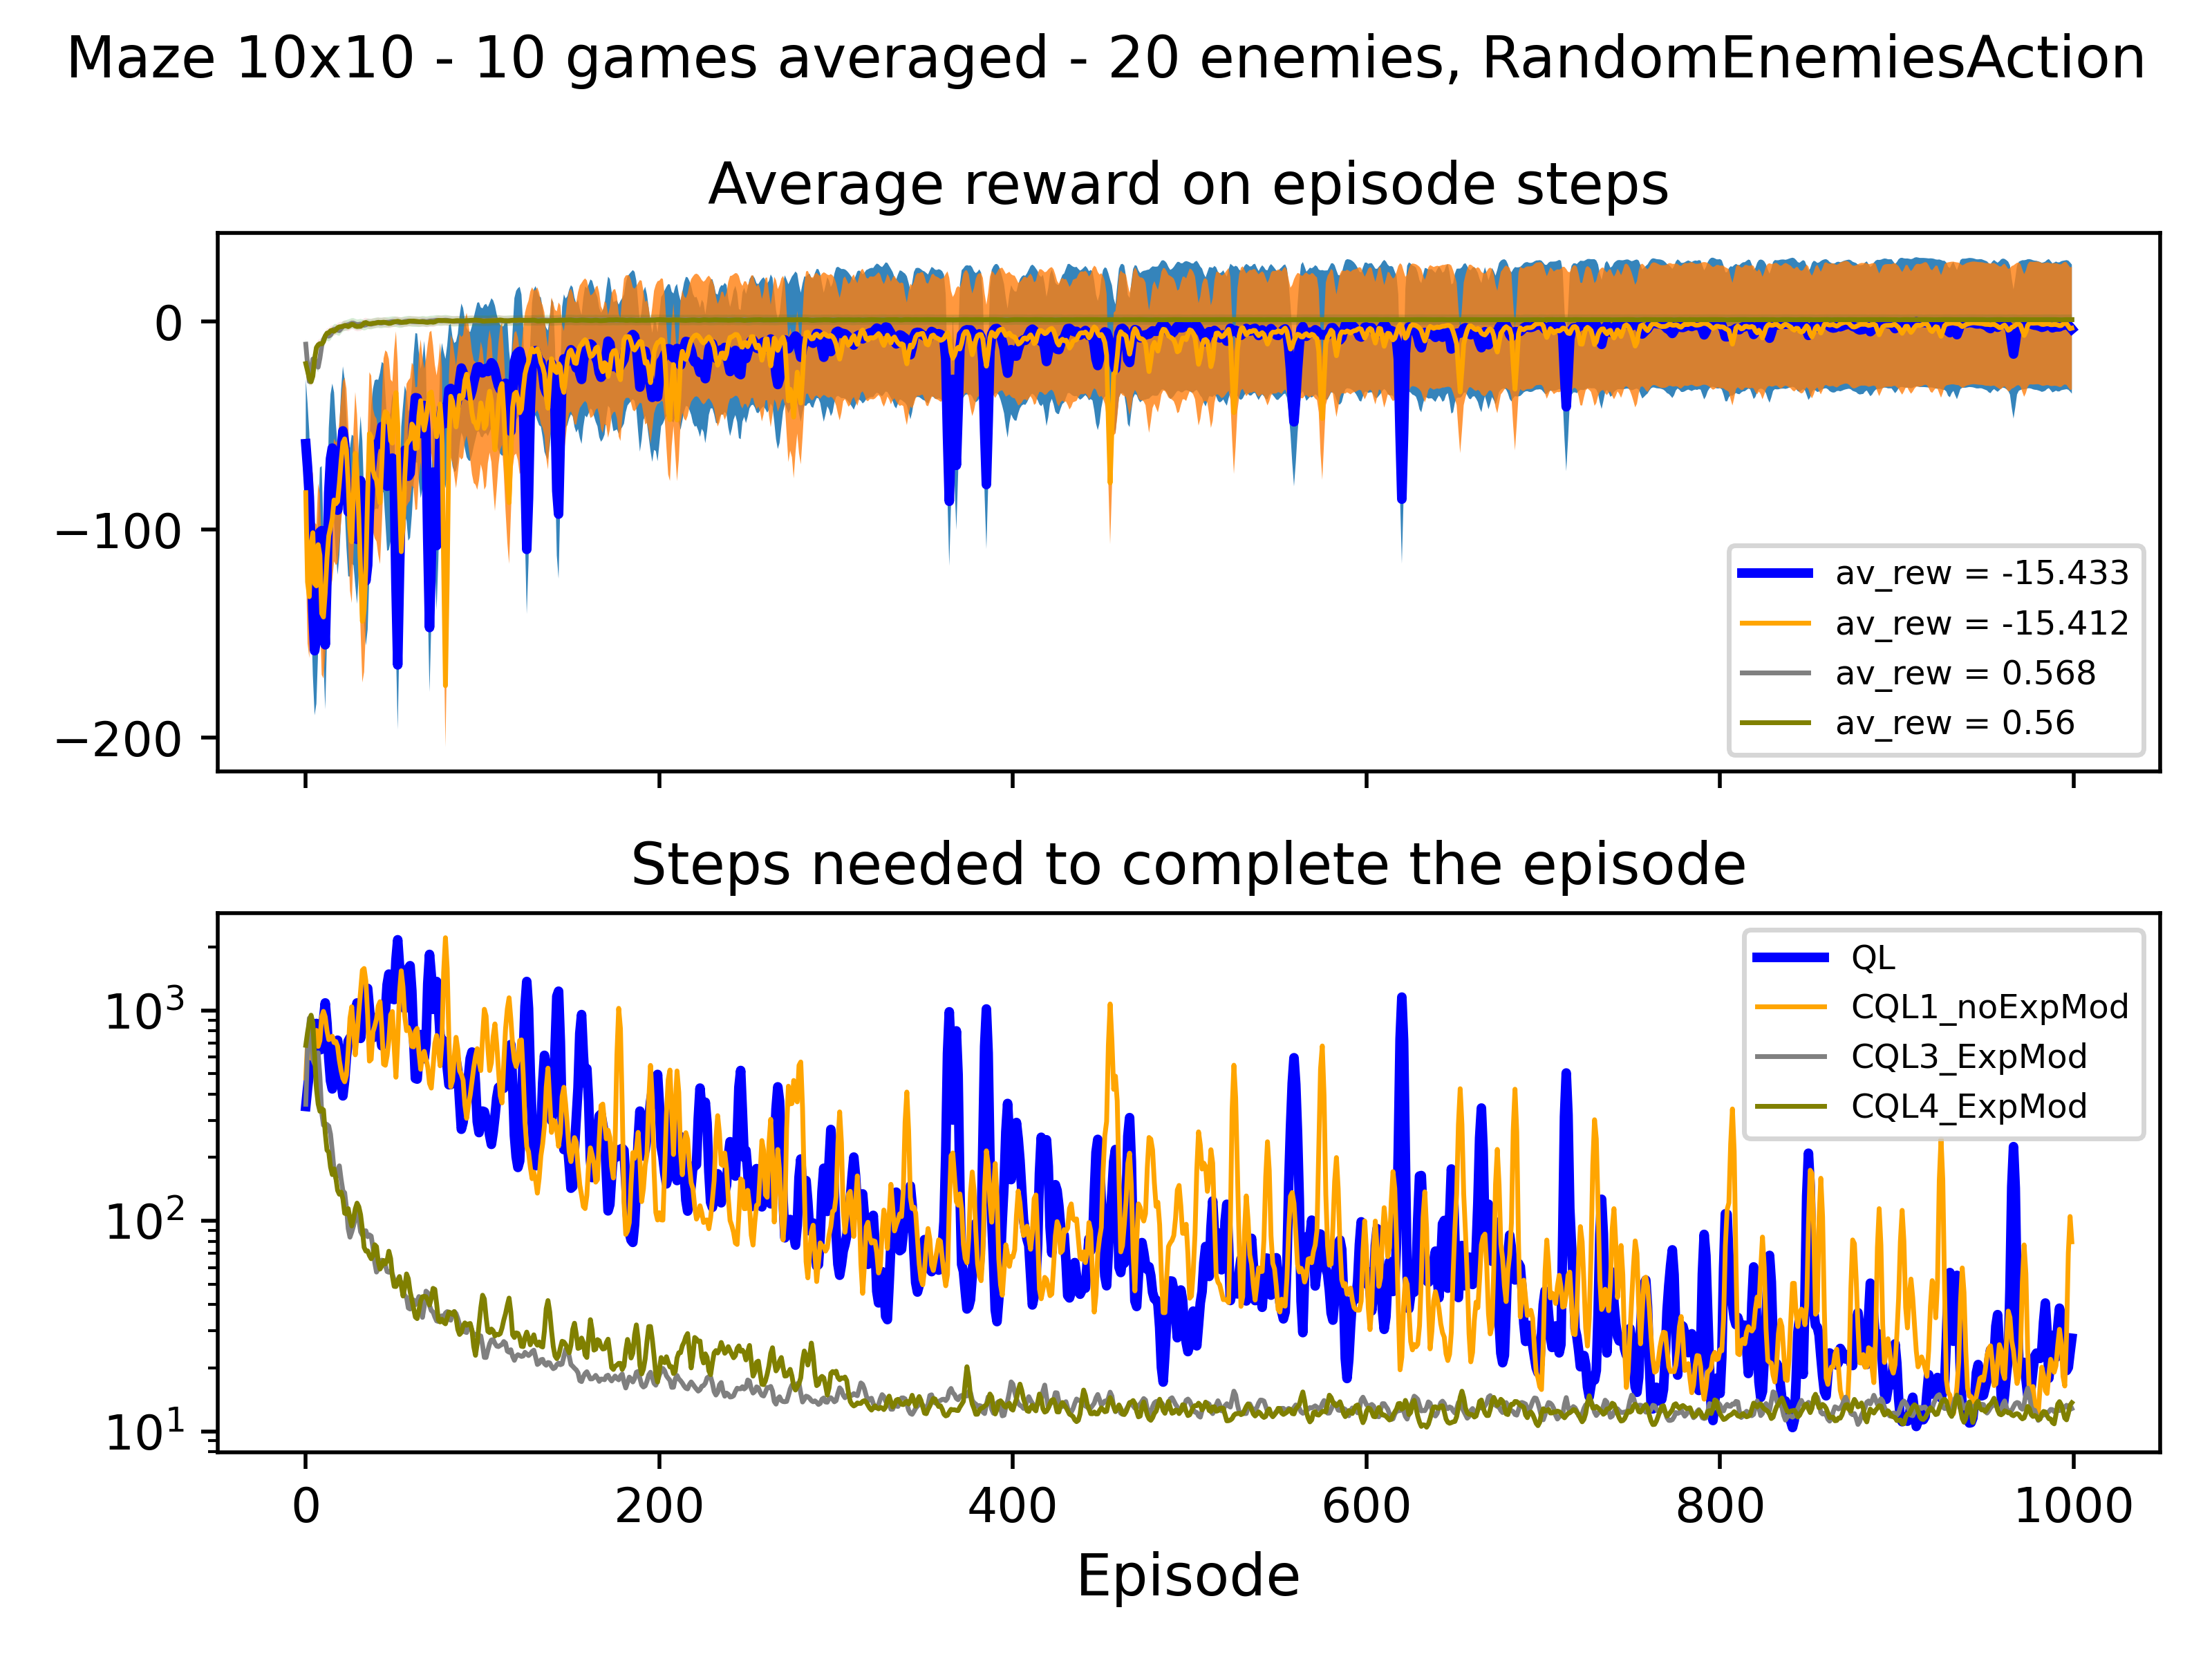 Maze 10x10 - 10 games averaged - 20 enemies, RandomEnemiesAction
Average reward on episode steps
0
−100
−200
av_rew = -15.433
av_rew = -15.412
av_rew = 0.568
av_rew = 0.56
Steps needed to complete the episode
10³
10²
10¹
QL
CQL1_noExpMod
CQL3_ExpMod
CQL4_ExpMod
0 200 400 600 800 1000
Episode